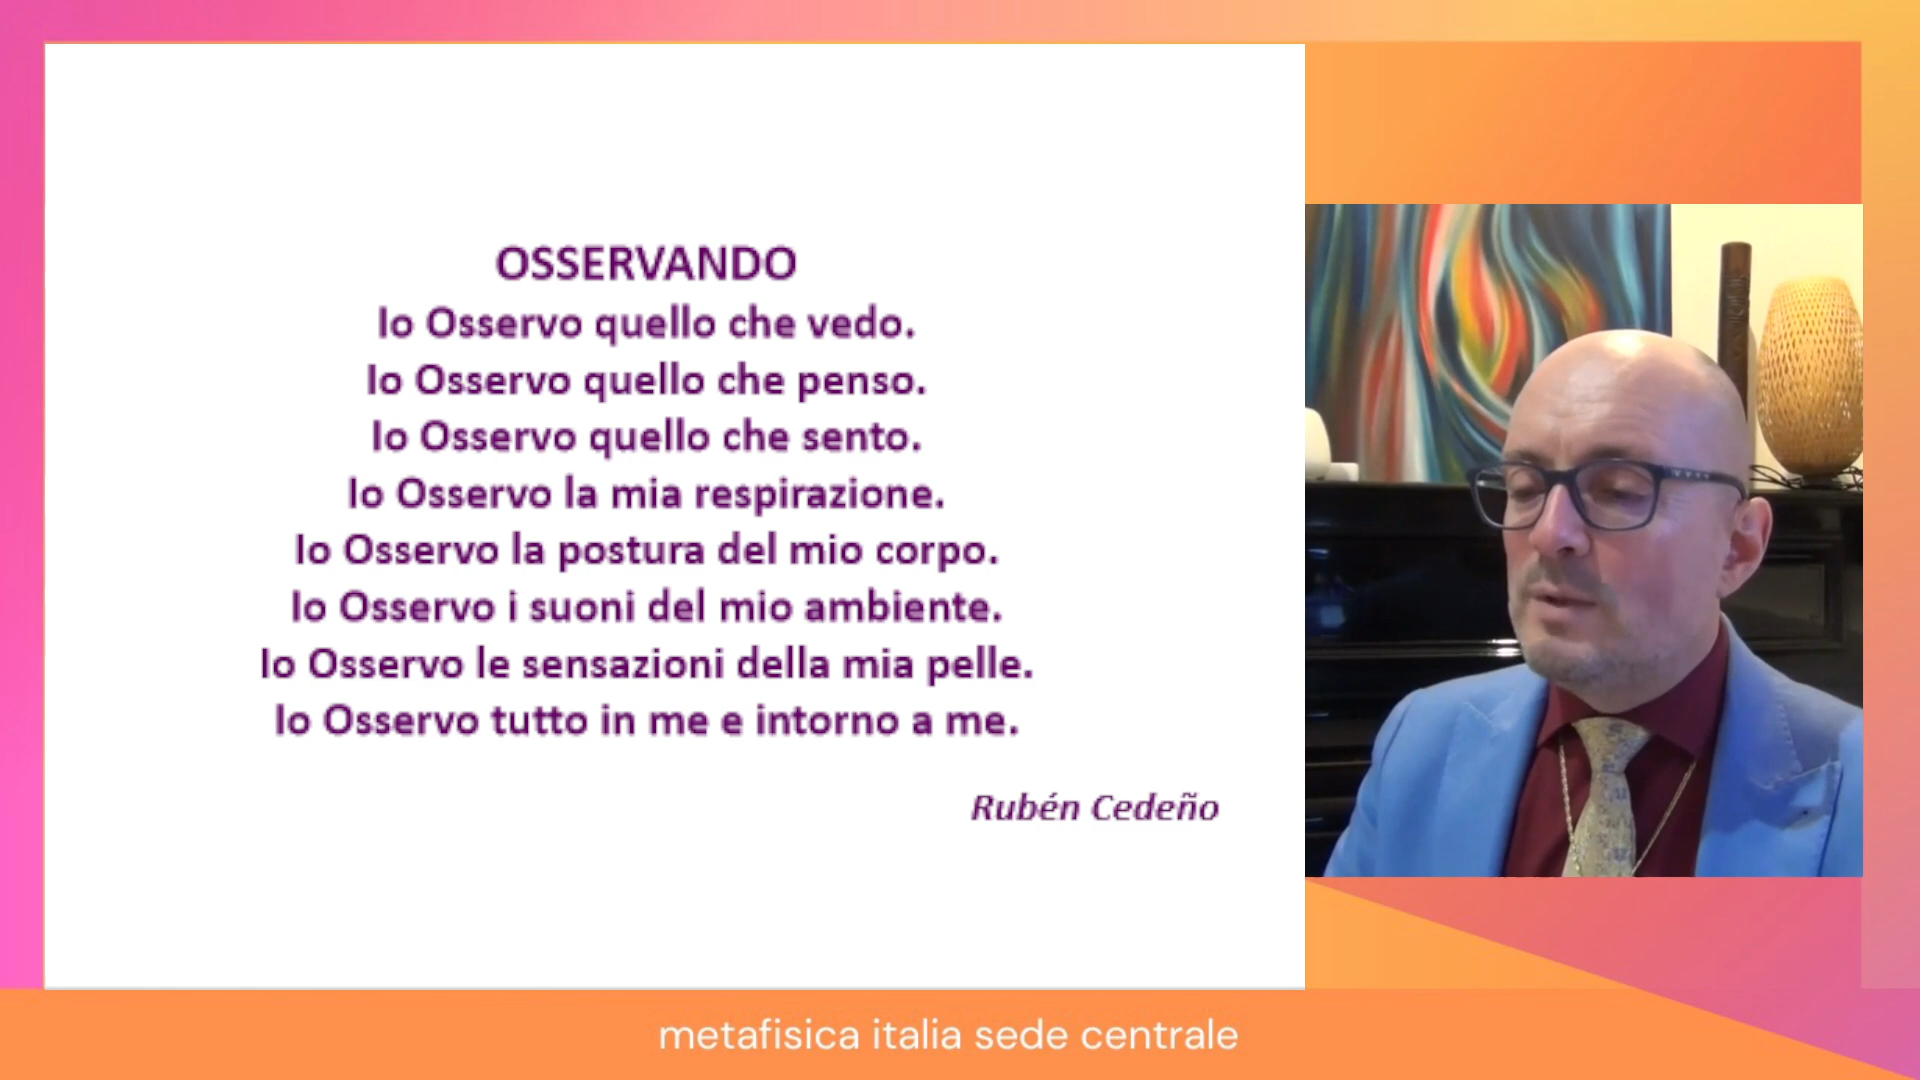 OSSERVANDO
Io Osservo quello che vedo.
Io Osservo quello che penso.
Io Osservo quello che sento.
Io Osservo la mia respirazione.
Io Osservo la postura del mio corpo.
Io Osservo i suoni del mio ambiente.
Io Osservo le sensazioni della mia pelle.
Io Osservo tutto in me e intorno a me.
Rubén Cedeño
metafisica italia sede centrale